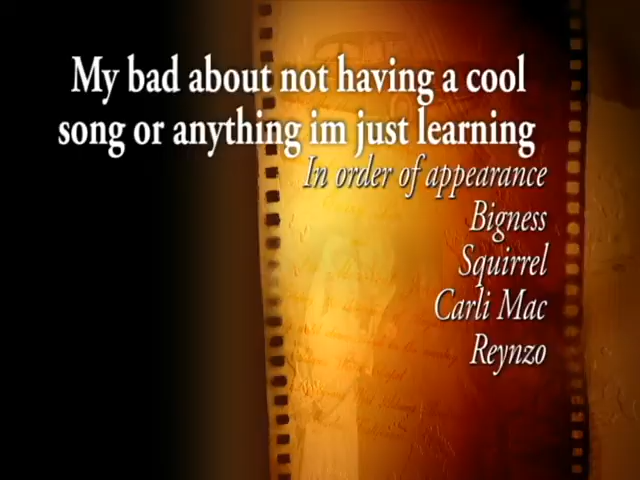 My bad about not having a cool
song or anything im just learning
In order of appearance
Bigness
Squirrel
Carli Mac
Reynzo